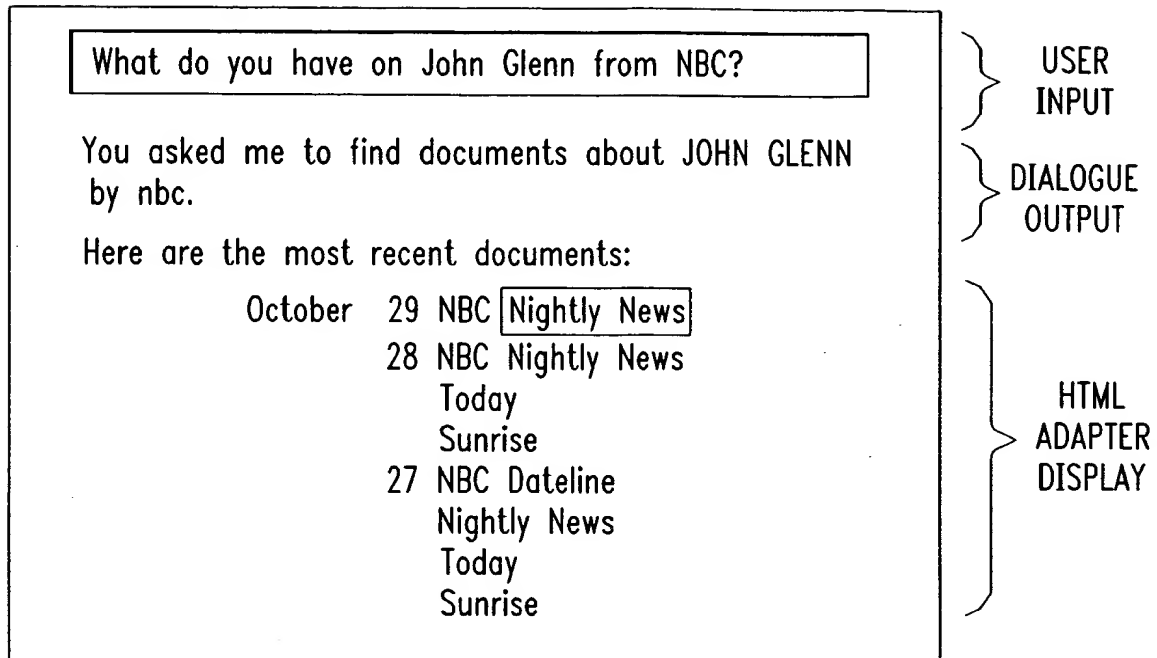 What do you have on John Glenn from NBC?
USER
INPUT
You asked me to find documents about JOHN GLENN
by nbc.
DIALOGUE
OUTPUT
Here are the most recent documents:
October 29 NBC Nightly News
28 NBC Nightly News
Today
Sunrise
27 NBC Dateline
Nightly News
Today
Sunrise
HTML
ADAPTER
DISPLAY